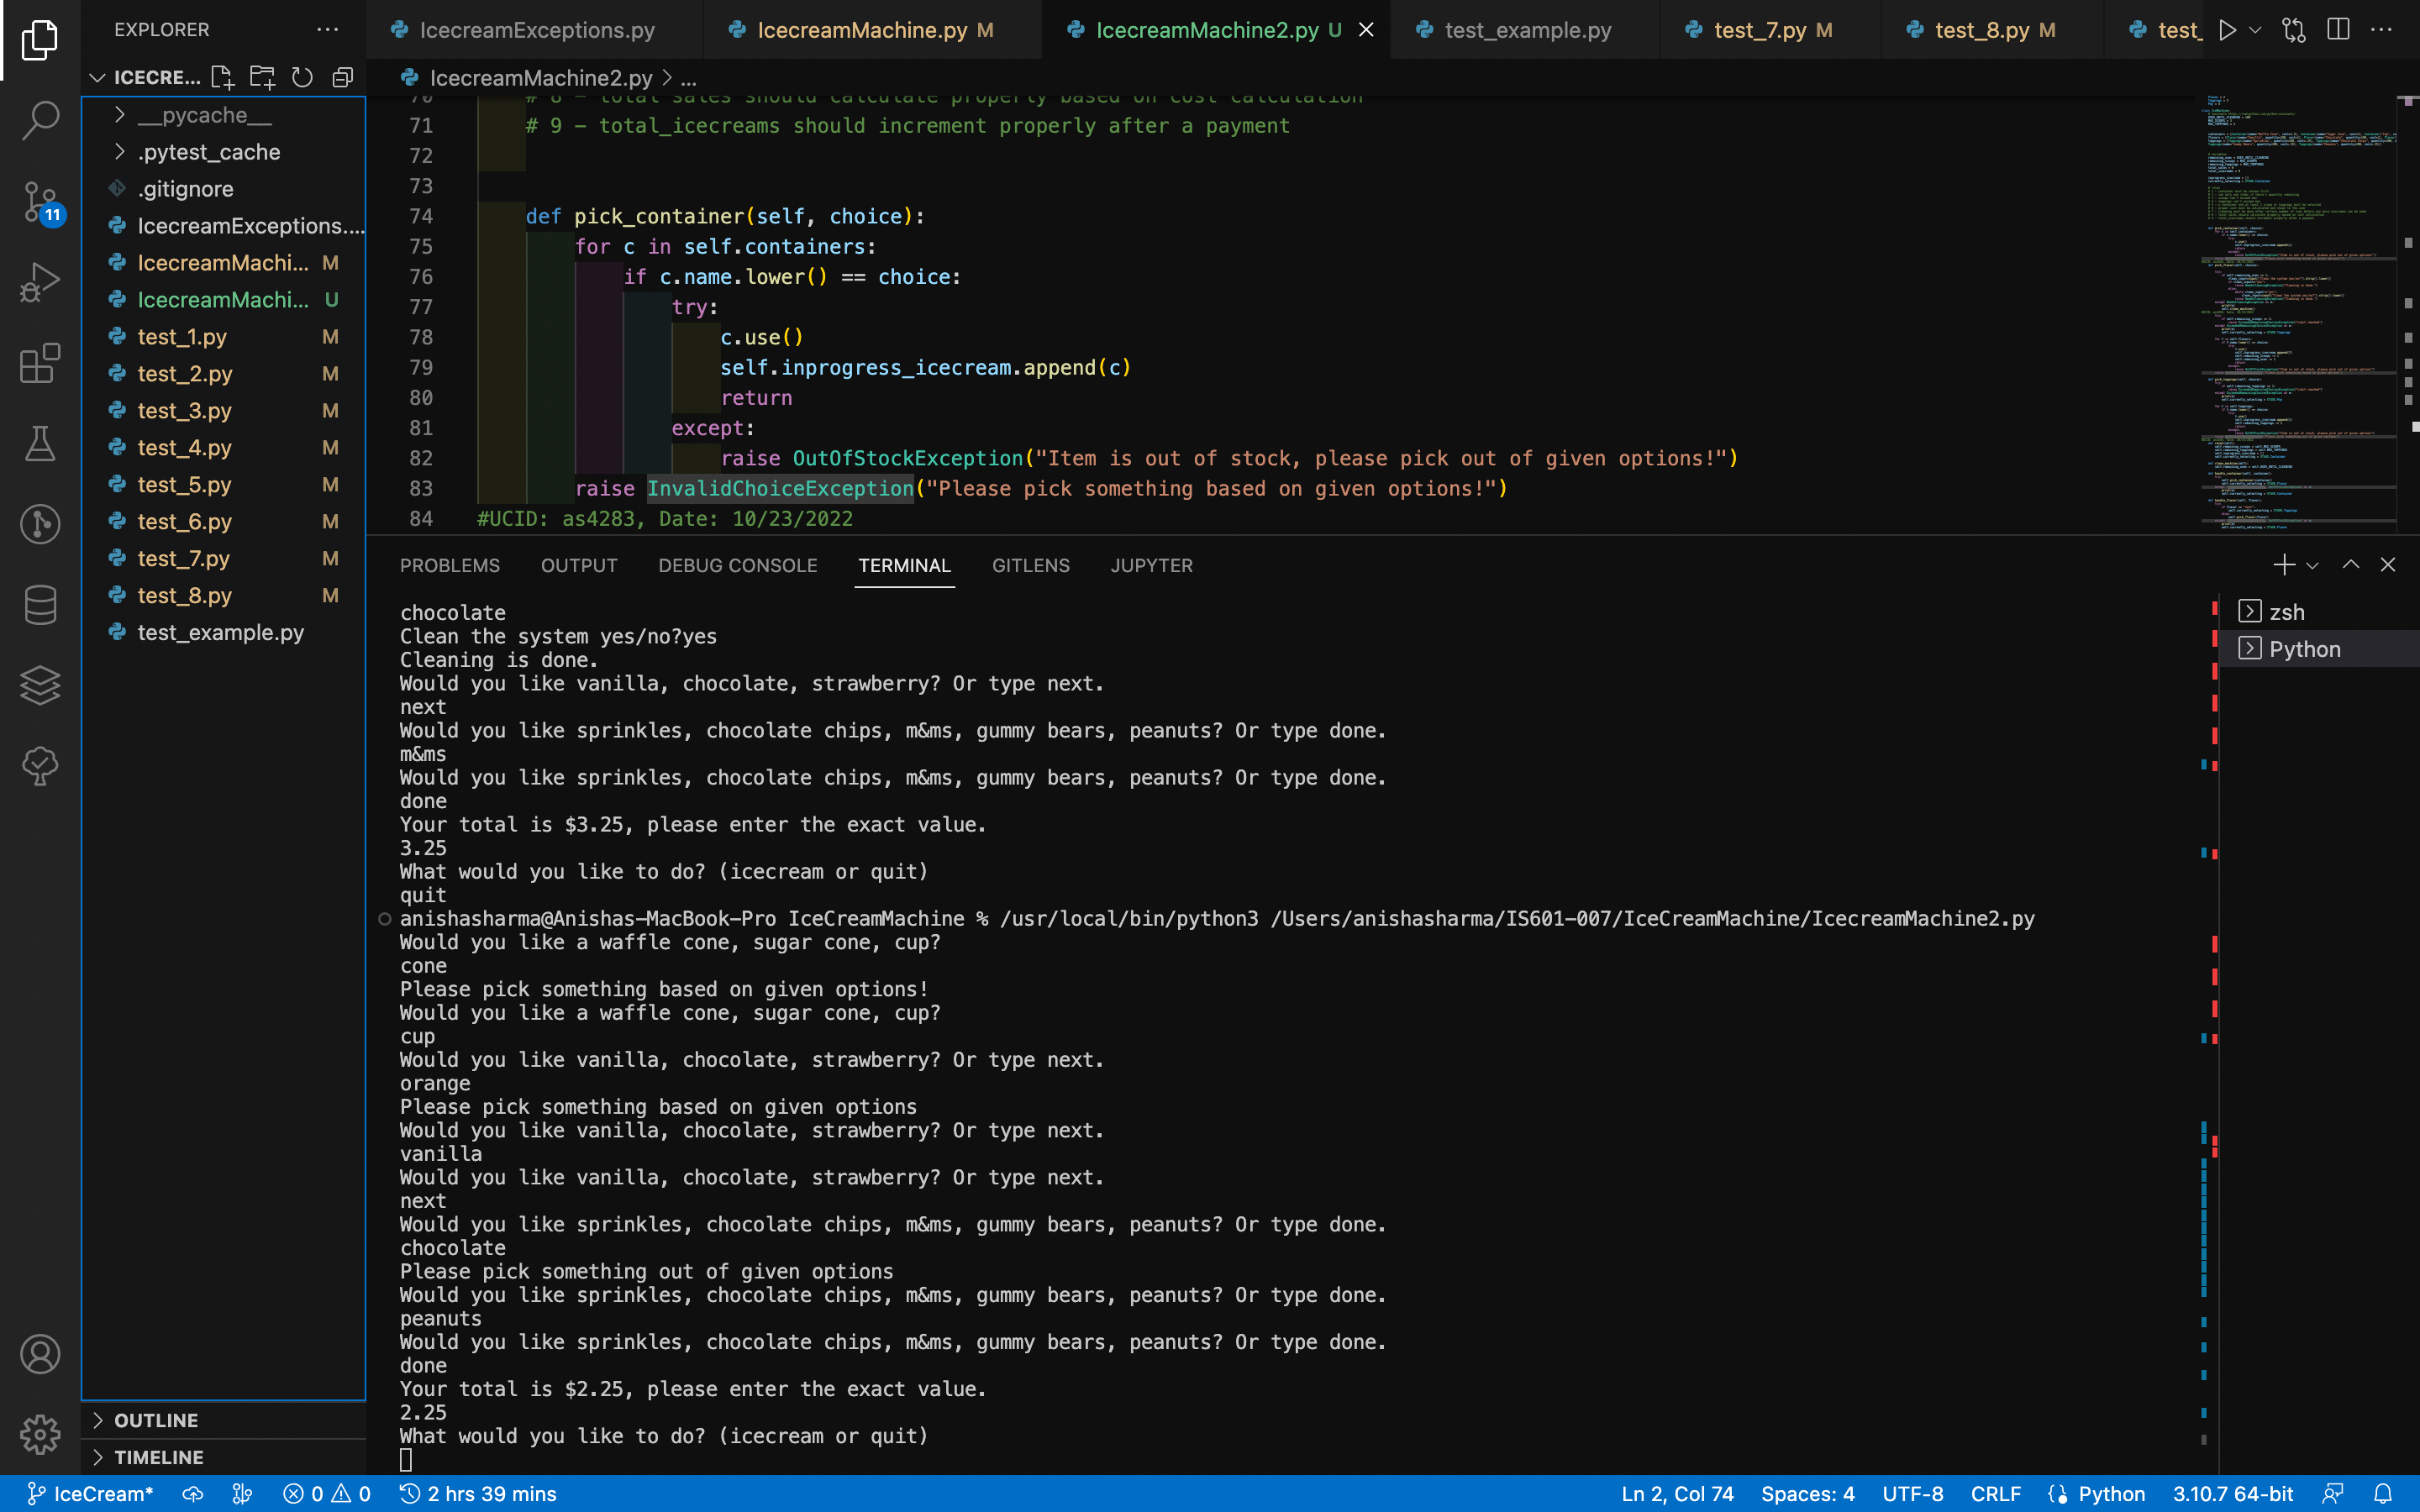 EXPLORER
IcecreamExceptions.py
IcecreamMachine.py M
IcecreamMachine2.py U
test_example.py
test_7.py M
test_8.py M
test_
ICECRE...
IcecreamMachine2.py > ...
__pycache__
.pytest_cache
.gitignore
IcecreamExceptions....
IcecreamMachi... M
IcecreamMachi... U
test_1.py M
test_2.py M
test_3.py M
test_4.py M
test_5.py M
test_6.py M
test_7.py M
test_8.py M
test_example.py
11
OUTLINE
TIMELINE
70 # 8 - total sales should calculate properly based on cost calculation
71 # 9 - total_icecreams should increment properly after a payment
72
73
74 def pick_container(self, choice):
75 for c in self.containers:
76 if c.name.lower() == choice:
77 try:
78 c.use()
79 self.inprogress_icecream.append(c)
80 return
81 except:
82 raise OutOfStockException("Item is out of stock, please pick out of given options!")
83 raise InvalidChoiceException("Please pick something based on given options!")
84 #UCID: as4283, Date: 10/23/2022
PROBLEMS OUTPUT DEBUG CONSOLE TERMINAL GITLENS JUPYTER
zsh
Python
chocolate
Clean the system yes/no?yes
Cleaning is done.
Would you like vanilla, chocolate, strawberry? Or type next.
next
Would you like sprinkles, chocolate chips, m&ms, gummy bears, peanuts? Or type done.
m&ms
Would you like sprinkles, chocolate chips, m&ms, gummy bears, peanuts? Or type done.
done
Your total is $3.25, please enter the exact value.
3.25
What would you like to do? (icecream or quit)
quit
anishasharma@Anishas-MacBook-Pro IceCreamMachine % /usr/local/bin/python3 /Users/anishasharma/IS601-007/IceCreamMachine/IcecreamMachine2.py
Would you like a waffle cone, sugar cone, cup?
cone
Please pick something based on given options!
Would you like a waffle cone, sugar cone, cup?
cup
Would you like vanilla, chocolate, strawberry? Or type next.
orange
Please pick something based on given options
Would you like vanilla, chocolate, strawberry? Or type next.
vanilla
Would you like vanilla, chocolate, strawberry? Or type next.
next
Would you like sprinkles, chocolate chips, m&ms, gummy bears, peanuts? Or type done.
chocolate
Please pick something out of given options
Would you like sprinkles, chocolate chips, m&ms, gummy bears, peanuts? Or type done.
peanuts
Would you like sprinkles, chocolate chips, m&ms, gummy bears, peanuts? Or type done.
done
Your total is $2.25, please enter the exact value.
2.25
What would you like to do? (icecream or quit)
IceCream* 0 0 2 hrs 39 mins Ln 2, Col 74 Spaces: 4 UTF-8 CRLF Python 3.10.7 64-bit